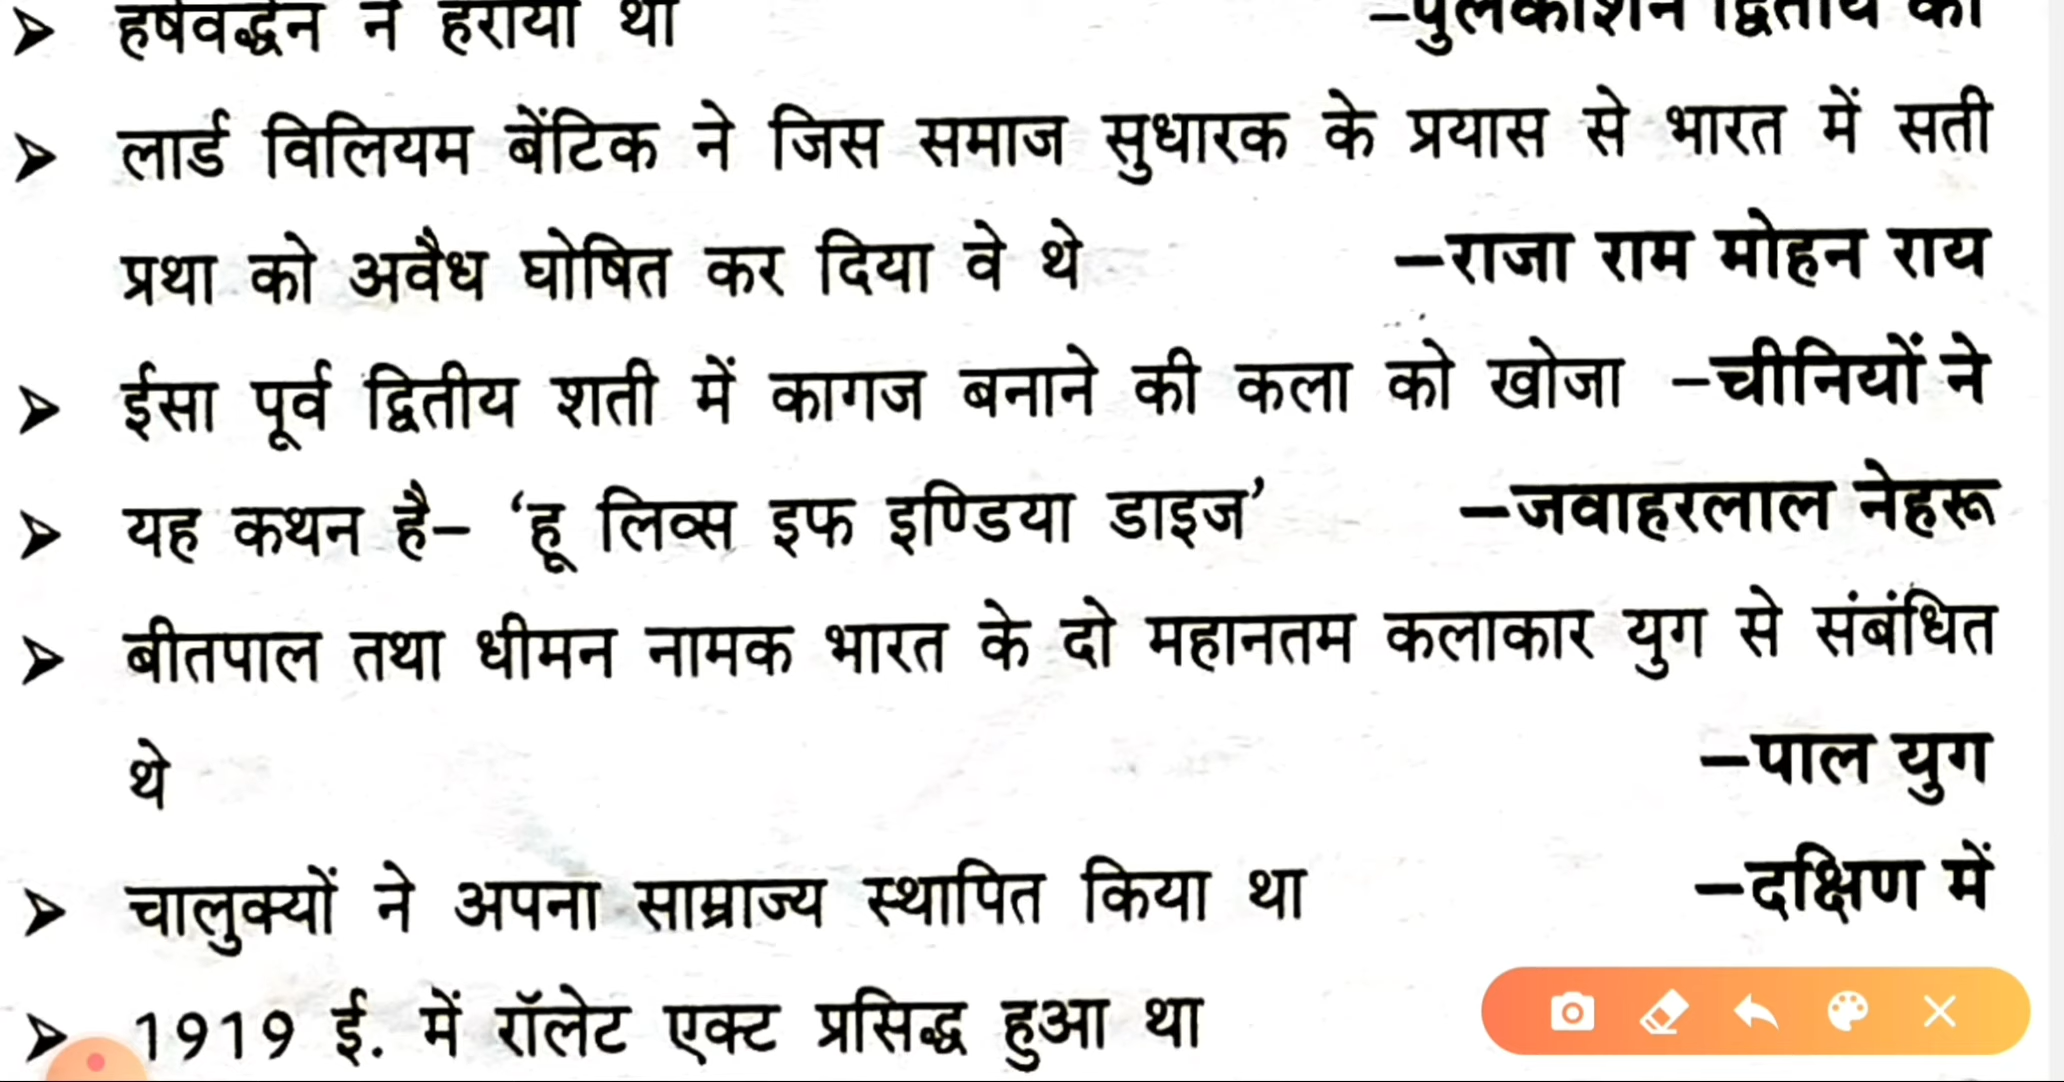 ➤ हर्षवर्द्धन ने हराया था –पुलकेशिन द्वितीय को
➤ लार्ड विलियम बेंटिक ने जिस समाज सुधारक के प्रयास से भारत में सती
प्रथा को अवैध घोषित कर दिया वे थे –राजा राम मोहन राय
➤ ईसा पूर्व द्वितीय शती में कागज बनाने की कला को खोजा –चीनियों ने
➤ यह कथन है– ‘हू लिव्स इफ इण्डिया डाइज’ –जवाहरलाल नेहरू
➤ बीतपाल तथा धीमन नामक भारत के दो महानतम कलाकार युग से संबंधित
थे –पाल युग
➤ चालुक्यों ने अपना साम्राज्य स्थापित किया था –दक्षिण में
➤ 1919 ई. में रॉलेट एक्ट प्रसिद्ध हुआ था